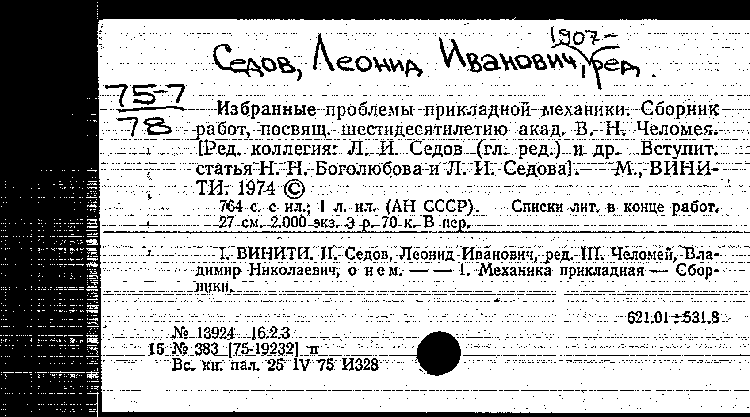 1907-
Седов, Леонид Иванович, ред.
75-7
78
Избранные проблемы прикладной механики. Сборник
работ, посвящ. шестидесятилетию акад. В. Н. Челомея.
[Ред. коллегия: Л. И. Седов (гл. ред.) и др. Вступит.
статья Н. Н. Боголюбова и Л. И. Седова]. — М., ВИНИ-
ТИ, 1974 ©
764 с. с ил.; 1 л. ил. (АН СССР). Списки лит. в конце работ.
27 см. 2.000 экз. 3 р. 70 к. В пер.
I. ВИНИТИ. II. Седов, Леонид Иванович, ред. III. Челомей, Вла-
димир Николаевич, о нем. — — 1. Механика прикладная — Сбор-
ники.
621.01+531.8
№ 13924 16.2.3
15 № 383 [75-19232] п
Вс. кн. пал. 25 IV 75 И328